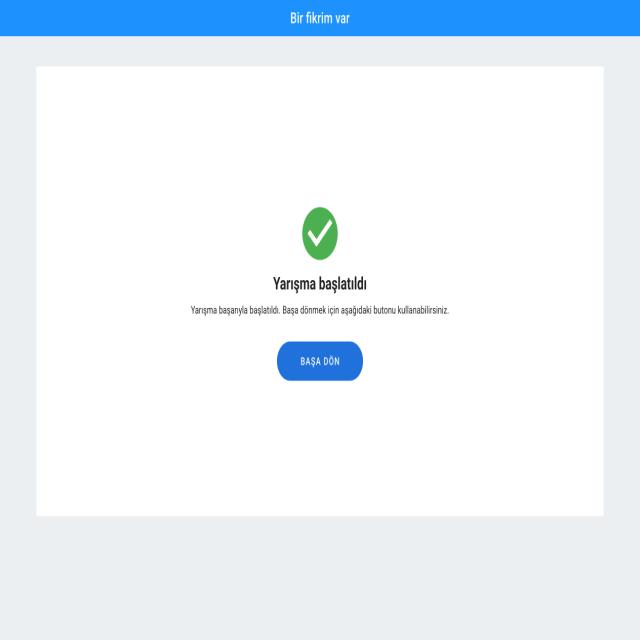 Bir fikrim var
Yarışma başlatıldı
Yarışma başarıyla başlatıldı. Başa dönmek için aşağıdaki butonu kullanabilirsiniz.
BAŞA DÖN